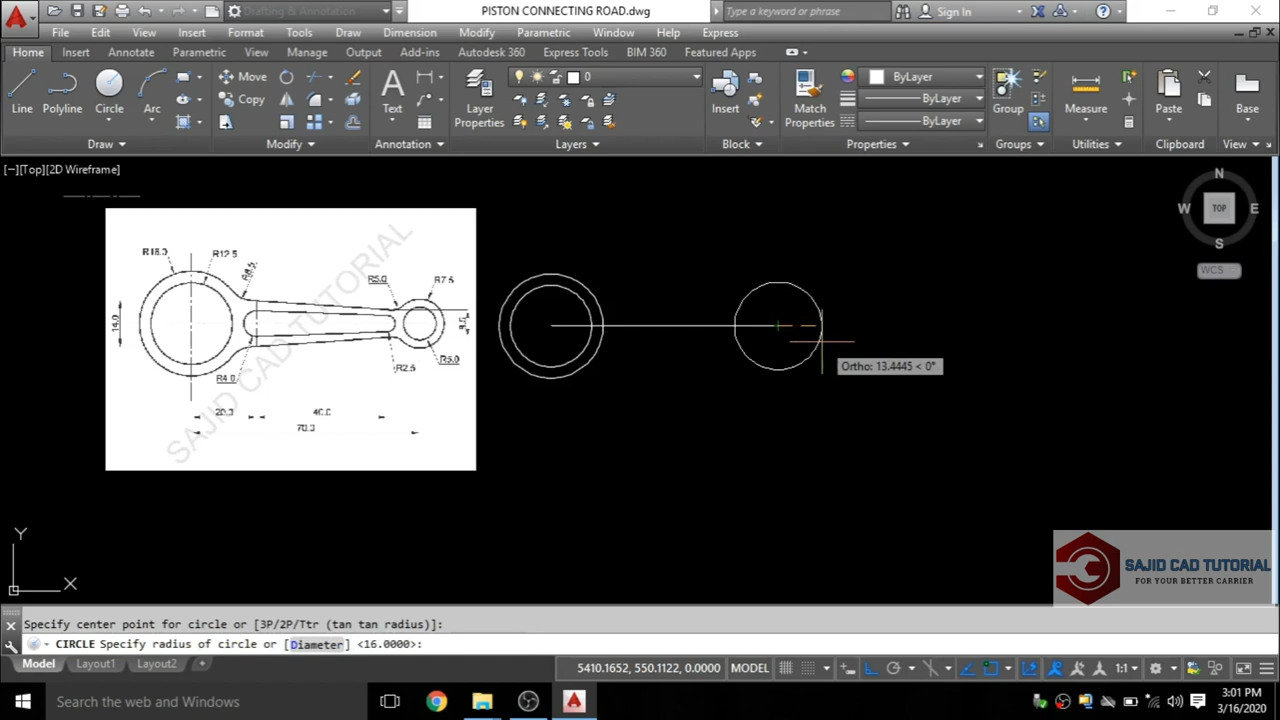 Drafting & Annotation
PISTON CONNECTING ROAD.dwg
Type a keyword or phrase
Sign In
File Edit View Insert Format Tools Draw Dimension Modify Parametric Window Help Express
Home Insert Annotate Parametric View Manage Output Add-ins Autodesk 360 Express Tools BIM 360 Featured Apps
Line Polyline Circle Arc
Move
Copy
Text
Layer Properties
0
Insert
Match Properties
ByLayer
ByLayer
ByLayer
Group
Measure
Paste
Base
Draw Modify Annotation Layers Block Properties Groups Utilities Clipboard View
[−][Top][2D Wireframe]
N
W TOP E
S
WCS
R12.5
R7.5
R5.0
14.0
R4.0
R2.5
R5.0
40.0
SAJID CAD TUTORIAL
Ortho: 13.4445 < 0°
Y
X
SAJID CAD TUTORIAL
FOR YOUR BETTER CARRIER
Specify center point for circle or [3P/2P/Ttr (tan tan radius)]:
CIRCLE Specify radius of circle or [Diameter] <16.0000>:
Model Layout1 Layout2 +
5410.1652, 550.1122, 0.0000 MODEL
1:1
Search the web and Windows
3:01 PM
3/16/2020